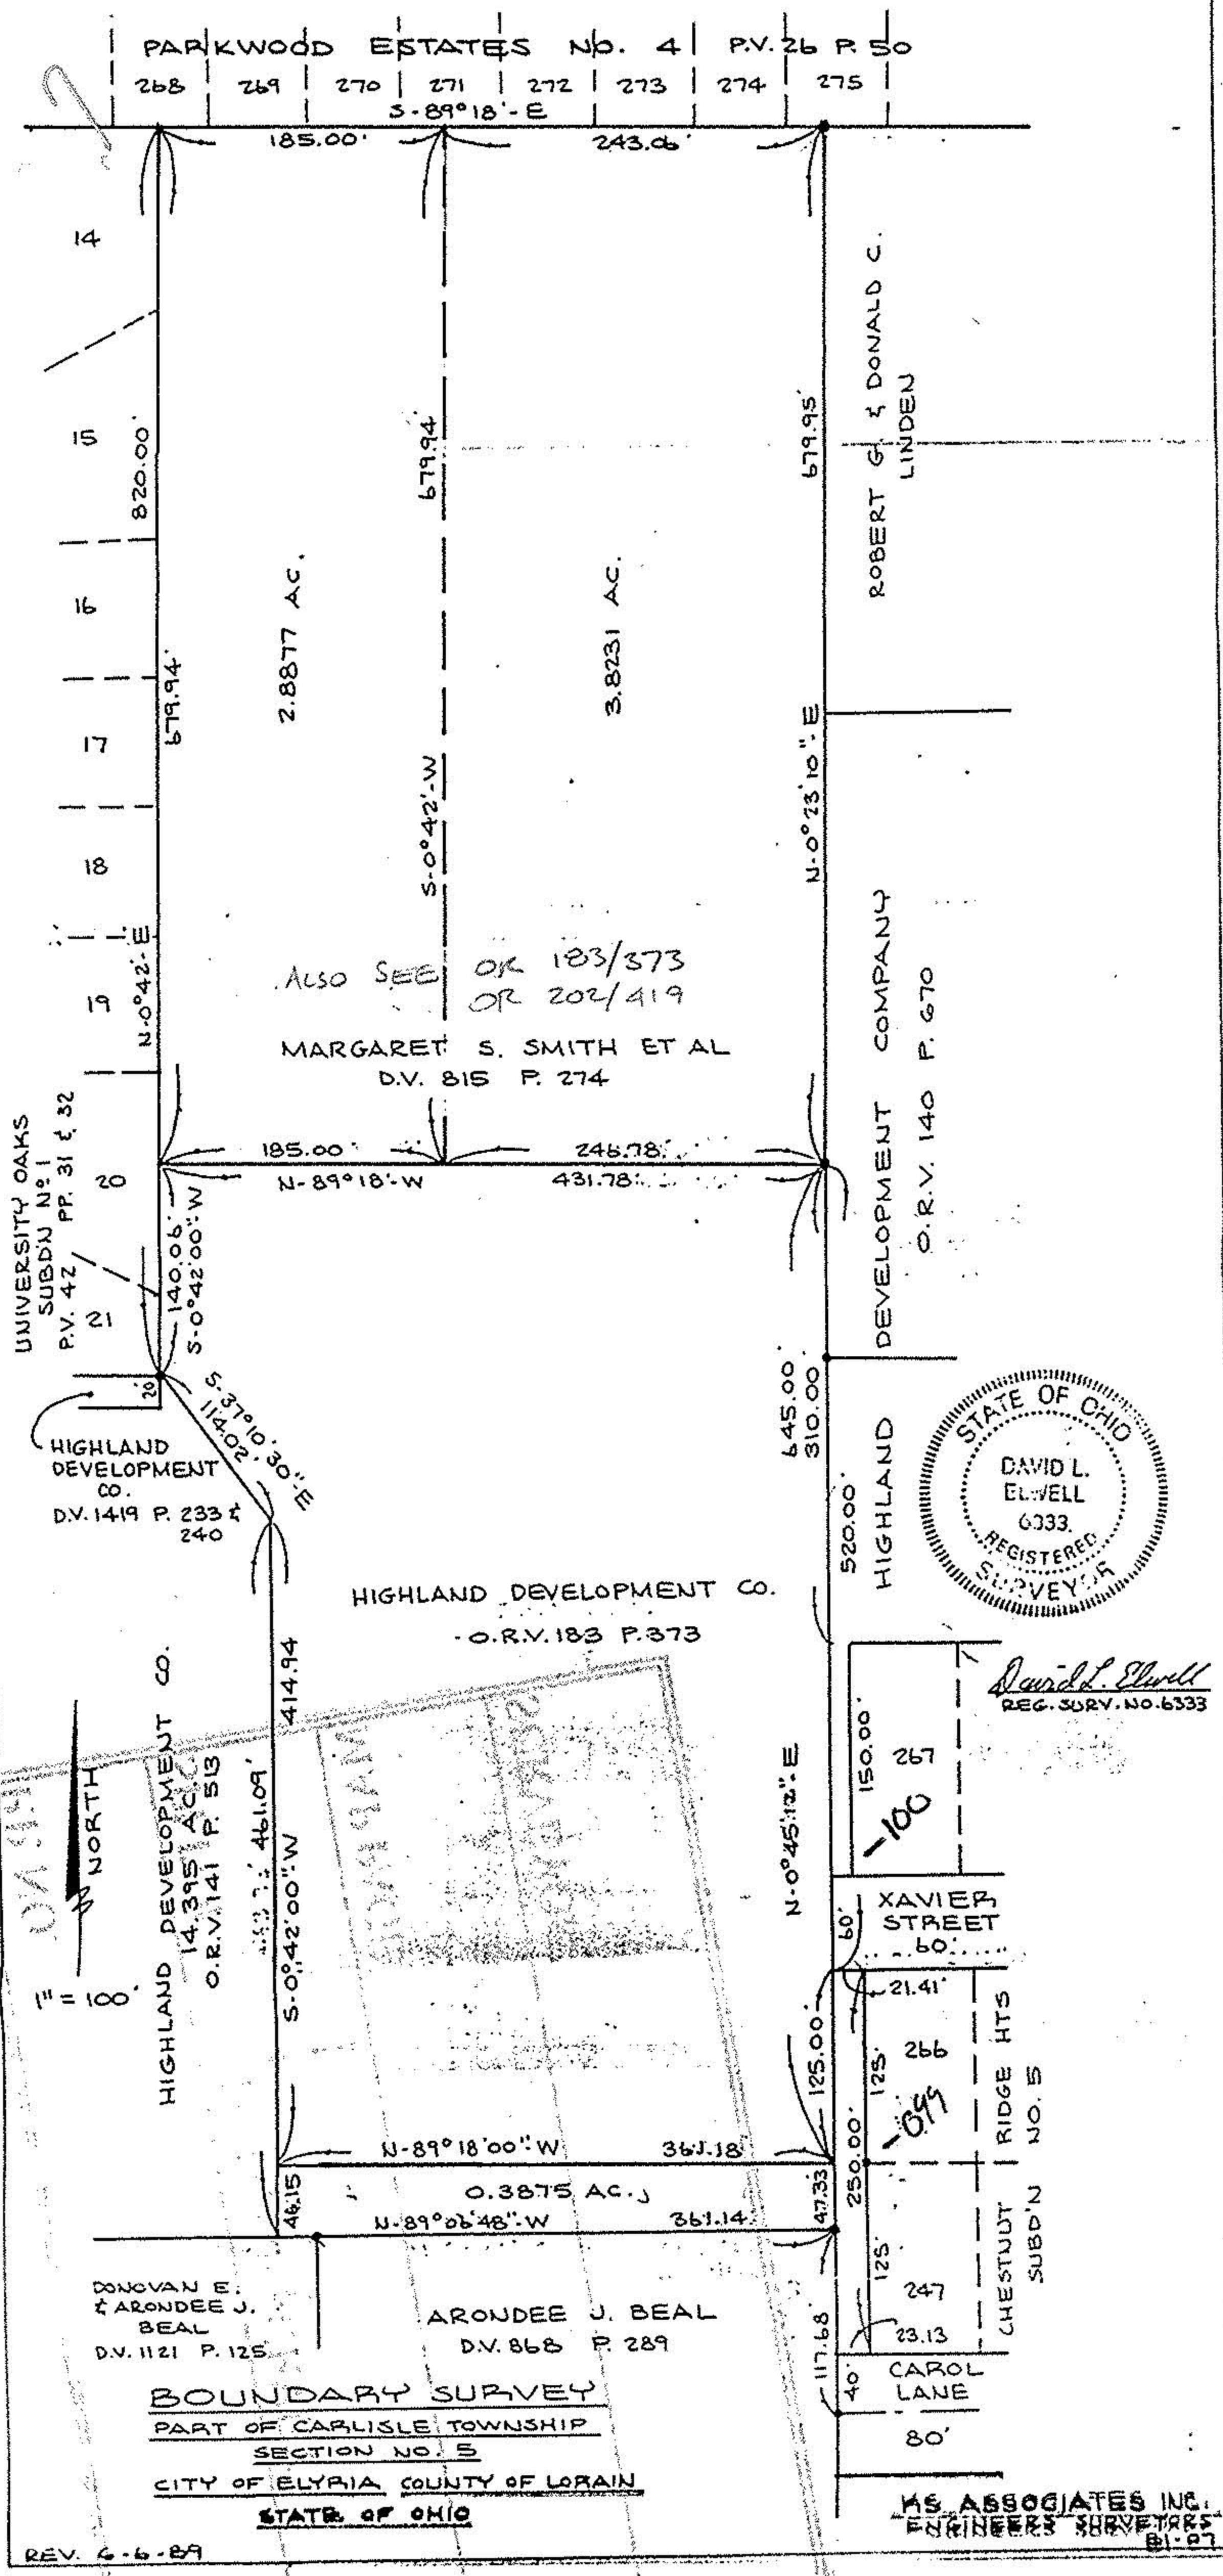 PARKWOOD ESTATES NO. 4 P.V. 26 P. 50
268 269 270 271 272 273 274 275
S-89°18'-E
185.00' 243.06'
14
15
16
17
18
19
20
21
820.00'
679.94'
N-0°42'-E
679.94'
S-0°42'-W
679.95'
N-0°23'10"-E
2.8877 AC.
3.8231 AC.
ROBERT G. & DONALD C.
LINDEN
ALSO SEE OR 183/373
OR 202/419
MARGARET S. SMITH ET AL
D.V. 815 P. 274
185.00' 246.78'
N-89°18'-W 431.78'
UNIVERSITY OAKS
SUBD'N Nº 1
P.V. 42 PP. 31 & 32
140.06'
S-0°42'00"-W
20'
S-37°10'30"-E
114.02'
HIGHLAND
DEVELOPMENT
CO.
D.V. 1419 P. 233 &
240
HIGHLAND DEVELOPMENT COMPANY
O.R.V. 140 P. 670
645.00'
310.00'
520.00'
STATE OF OHIO
DAVID L.
ELWELL
6333
REGISTERED
SURVEYOR
David L. Elwell
REG. SURV. NO. 6333
HIGHLAND DEVELOPMENT CO.
O.R.V. 183 P. 373
HIGHLAND DEVELOPMENT CO.
14.395 AC.
O.R.V. 141 P. 513
414.94
461.09'
S-0°42'00"-W
NORTH
1" = 100'
N-0°45'12"-E
150.00'
267
-100
XAVIER
STREET
60'
60'
21.41'
125.00'
125'
266
-099
250.00'
CHESTNUT RIDGE HTS
SUBD'N NO. 5
N-89°18'00"-W 361.18'
46.15
0.3875 AC.
47.33
N-89°06'48"-W 361.14'
125'
247
23.13
117.68'
40'
CAROL
LANE
80'
DONOVAN E.
& ARONDEE J.
BEAL
D.V. 1121 P. 125
ARONDEE J. BEAL
D.V. 868 P. 289
BOUNDARY SURVEY
PART OF CARLISLE TOWNSHIP
SECTION NO. 5
CITY OF ELYRIA COUNTY OF LORAIN
STATE OF OHIO
KS ASSOCIATES INC.
ENGINEERS SURVEYORS
REV. 6-6-89